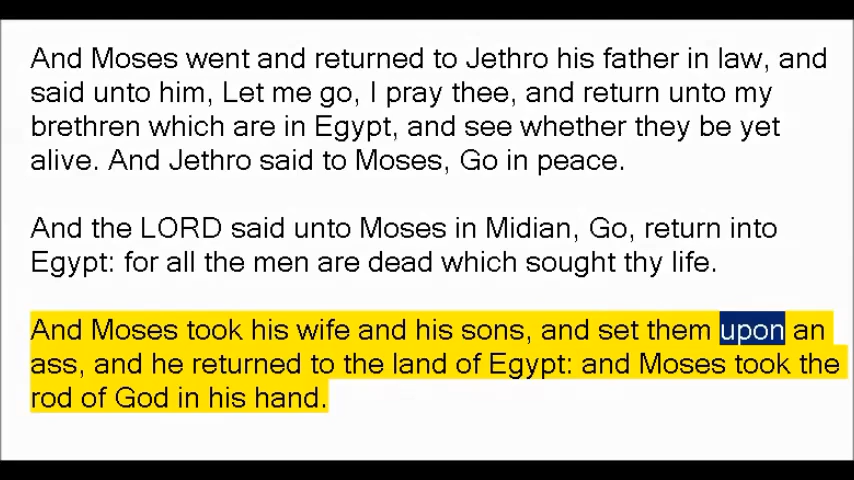 And Moses went and returned to Jethro his father in law, and
said unto him, Let me go, I pray thee, and return unto my
brethren which are in Egypt, and see whether they be yet
alive. And Jethro said to Moses, Go in peace.
And the LORD said unto Moses in Midian, Go, return into
Egypt: for all the men are dead which sought thy life.
And Moses took his wife and his sons, and set them upon an
ass, and he returned to the land of Egypt: and Moses took the
rod of God in his hand.